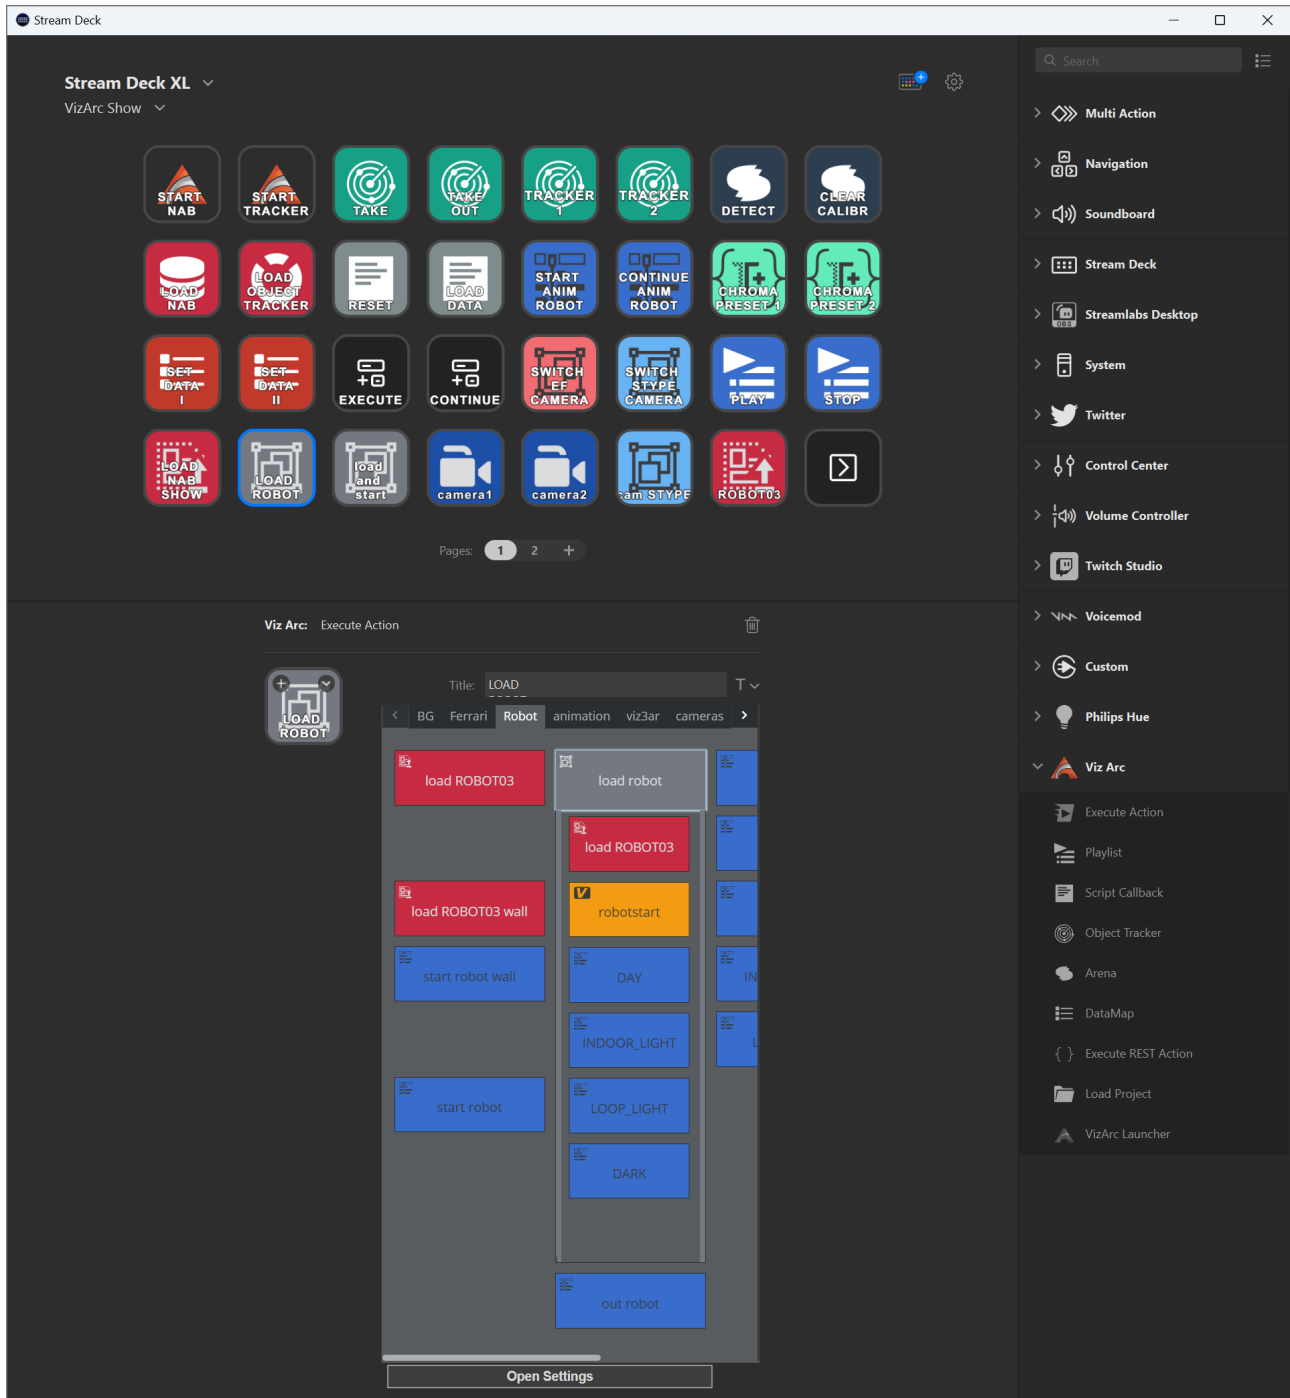 Stream Deck
Stream Deck XL
VizArc Show
START
NAB
START
TRACKER
TAKE
TAKE
OUT
TRACKER
1
TRACKER
2
DETECT
CLEAR
CALIBR
LOAD
NAB
LOAD
OBJECT
TRACKER
RESET
LOAD
DATA
START
ANIM
ROBOT
CONTINUE
ANIM
ROBOT
CHROMA
PRESET 1
CHROMA
PRESET 2
SET
DATA
I
SET
DATA
II
EXECUTE
CONTINUE
SWITCH
EF
CAMERA
SWITCH
STYPE
CAMERA
PLAY
STOP
LOAD
NAB
SHOW
LOAD
ROBOT
load
and
start
camera1
camera2
cam STYPE
ROBOT03
Pages: 1 2 +
Viz Arc: Execute Action
LOAD
ROBOT
Title: LOAD
T
BG Ferrari Robot animation viz3ar cameras
load ROBOT03
load robot
load ROBOT03
load ROBOT03 wall
robotstart
start robot wall
DAY
IN
INDOOR_LIGHT
L
start robot
LOOP_LIGHT
DARK
out robot
Open Settings
Search
Multi Action
Navigation
Soundboard
Stream Deck
OBS
Streamlabs Desktop
System
Twitter
Control Center
Volume Controller
Twitch Studio
Voicemod
Custom
Philips Hue
Viz Arc
Execute Action
Playlist
Script Callback
Object Tracker
Arena
DataMap
Execute REST Action
Load Project
VizArc Launcher